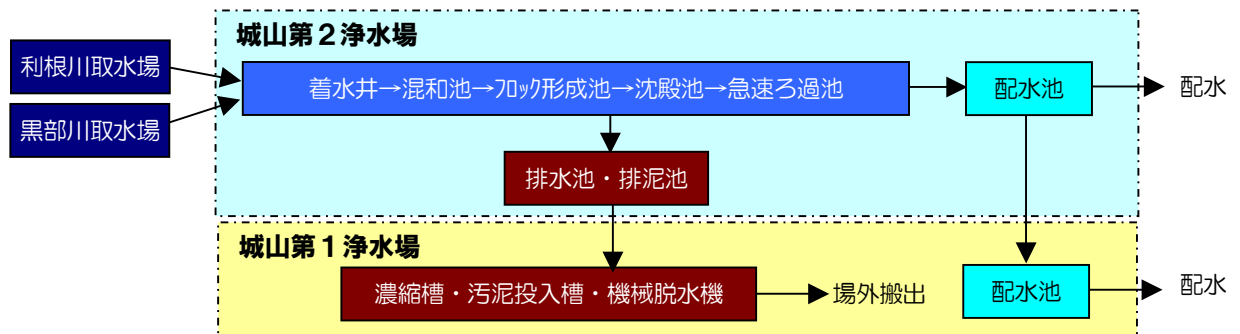 城山第２浄水場
利根川取水場
黒部川取水場
着水井→混和池→ﾌﾛｯｸ形成池→沈殿池→急速ろ過池
配水池
配水
排水池・排泥池
城山第１浄水場
濃縮槽・汚泥投入槽・機械脱水機
場外搬出
配水池
配水